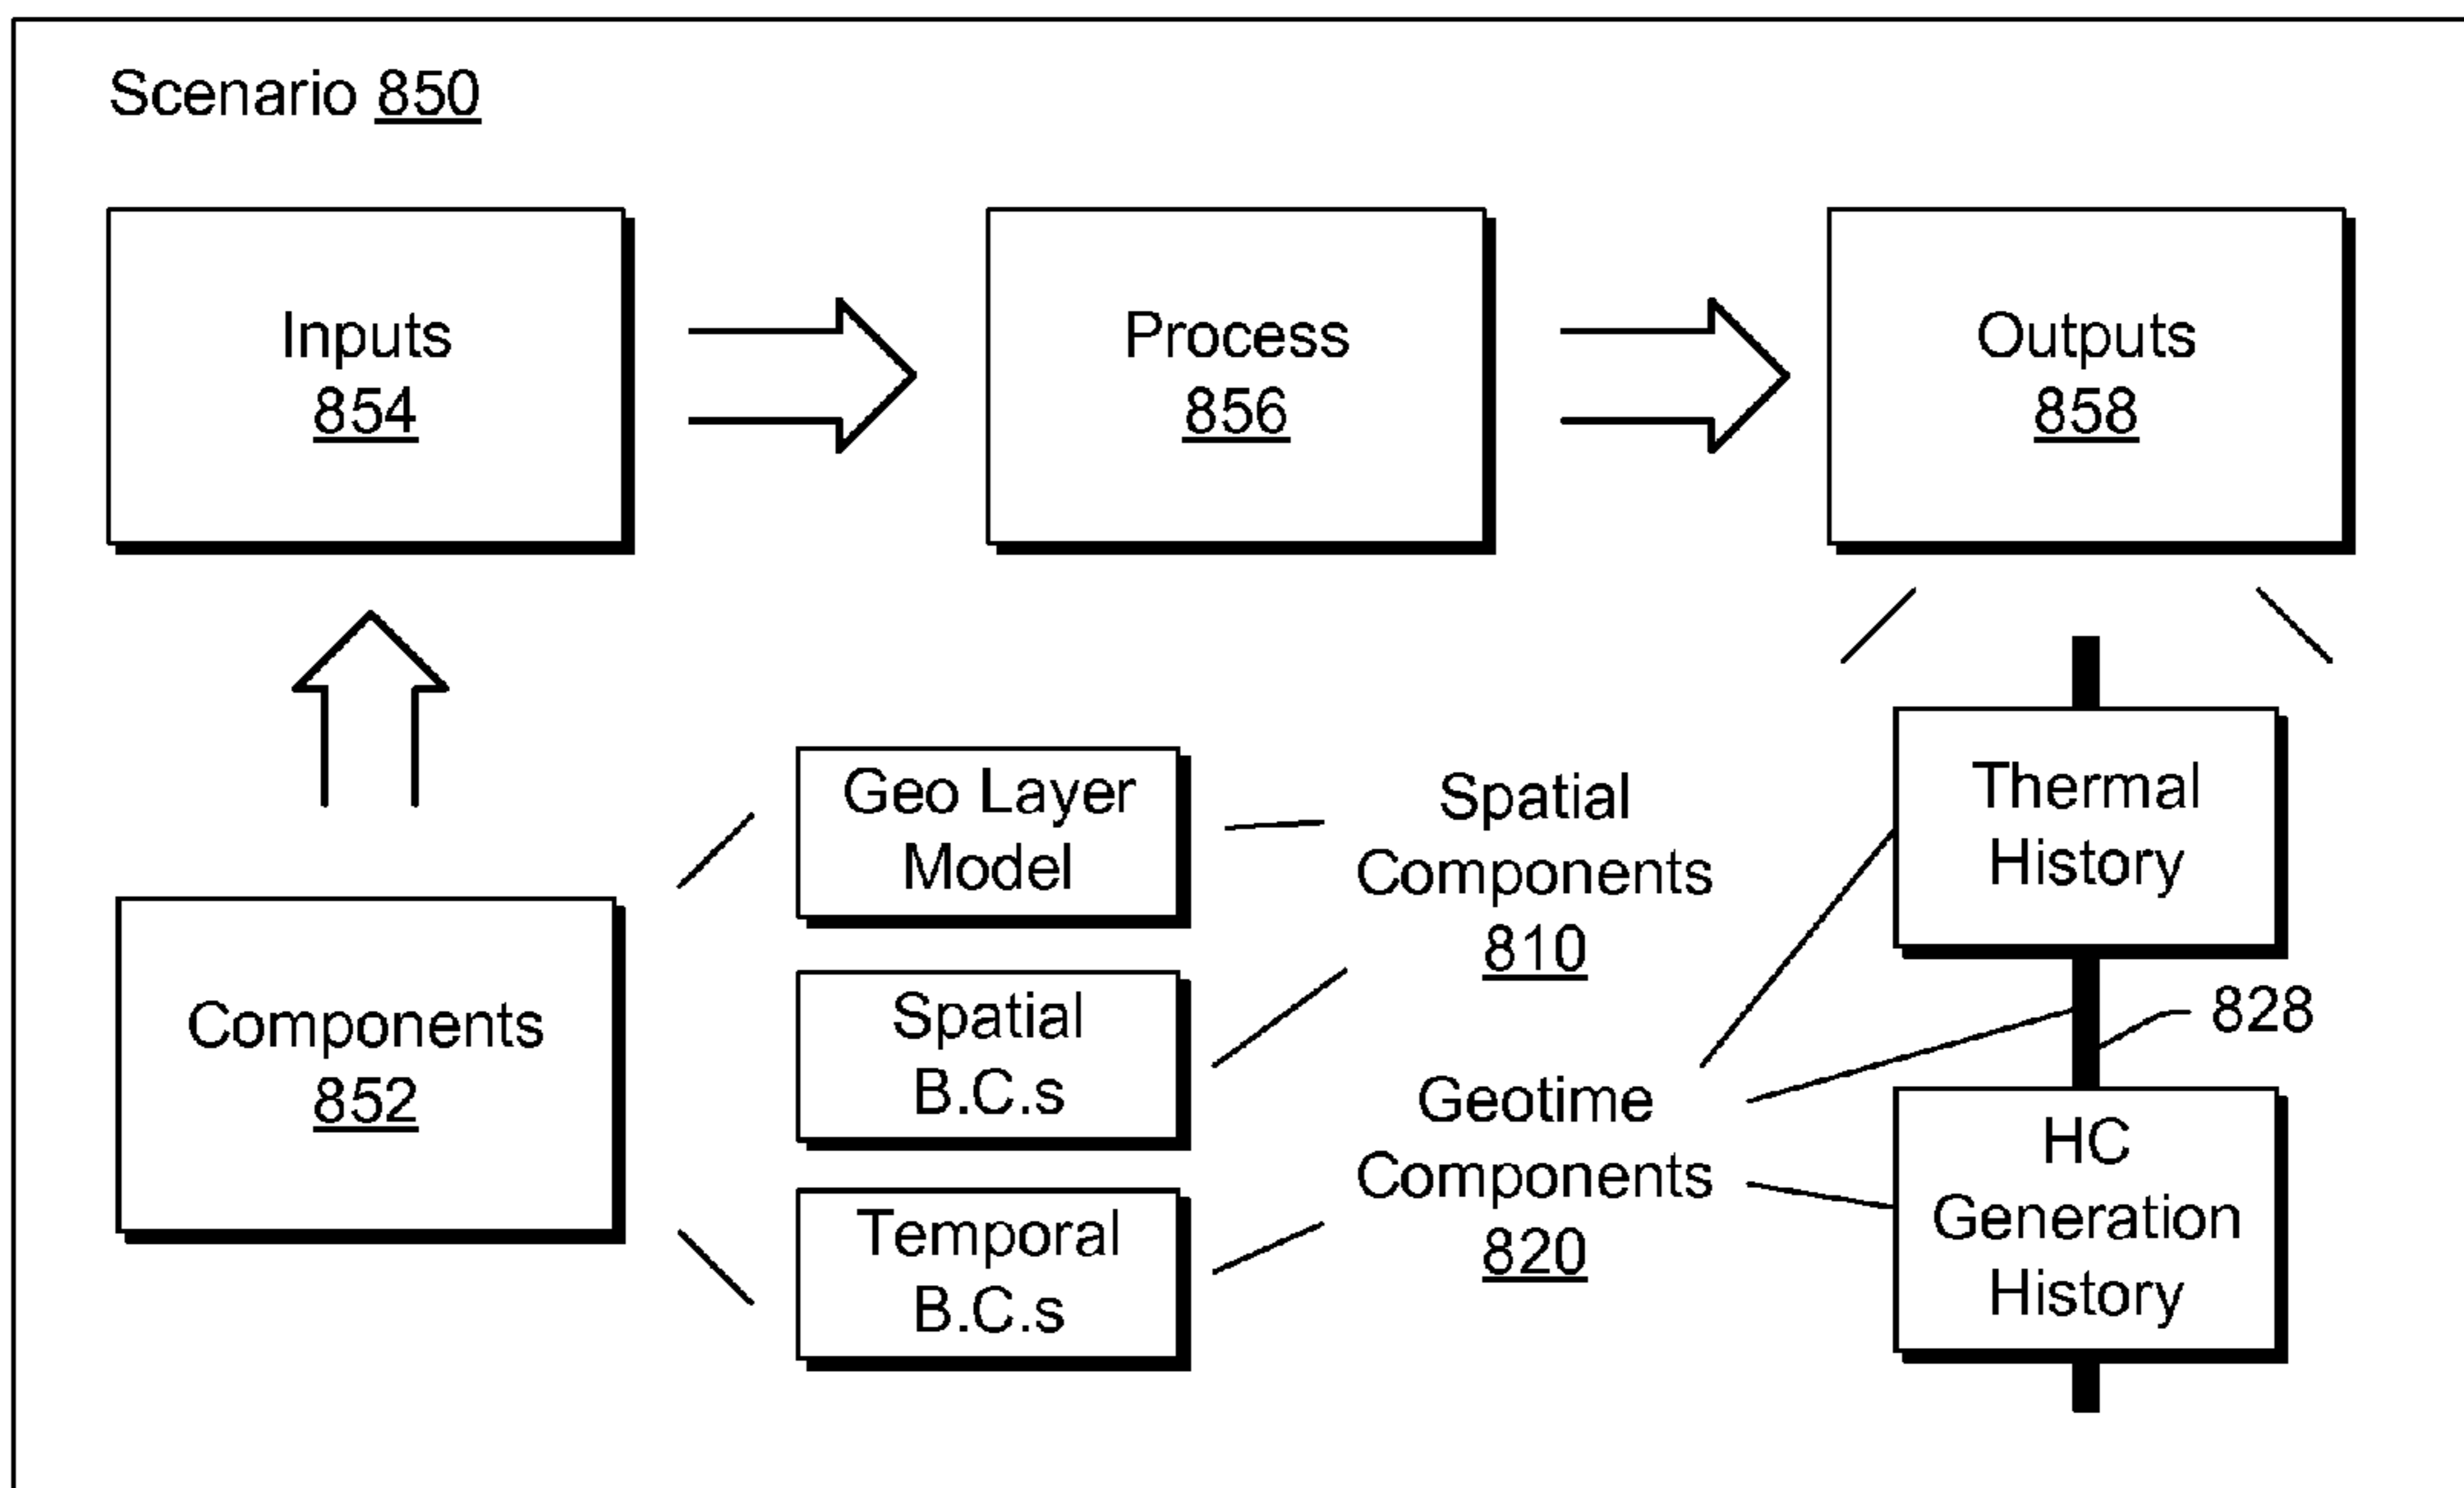 Scenario 850
Inputs
854
Process
856
Outputs
858
Components
852
Geo Layer
Model
Spatial
B.C.s
Temporal
B.C.s
Spatial
Components
810
Geotime
Components
820
Thermal
History
828
HC
Generation
History